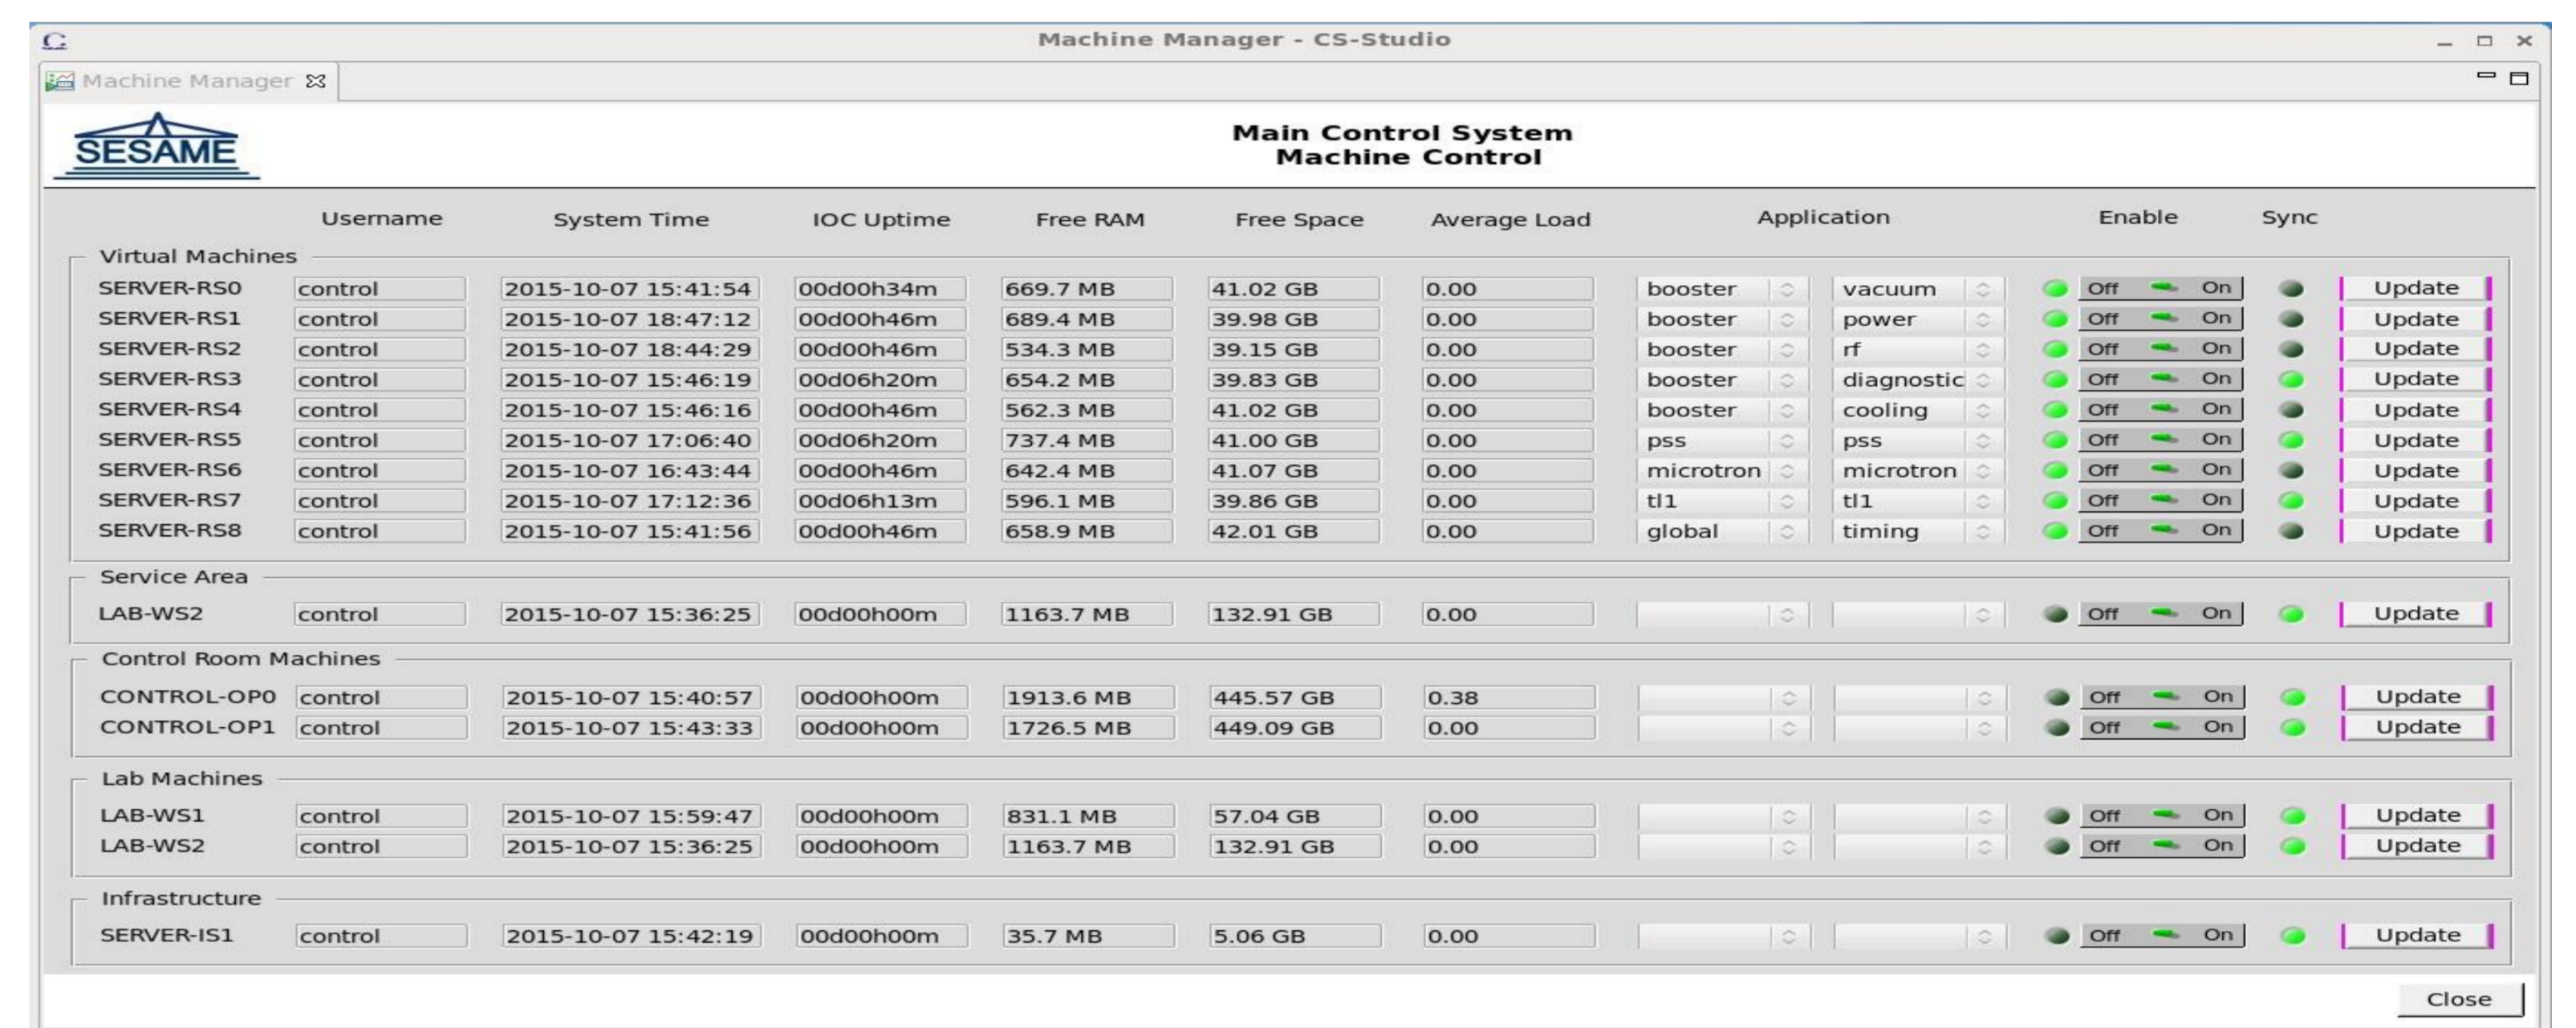 Machine Manager - CS-Studio
Machine Manager
SESAME
Main Control System
Machine Control
Username System Time IOC Uptime Free RAM Free Space Average Load Application Enable Sync
Virtual Machines
SERVER-RS0 control 2015-10-07 15:41:54 00d00h34m 669.7 MB 41.02 GB 0.00 booster vacuum Off On Update
SERVER-RS1 control 2015-10-07 18:47:12 00d00h46m 689.4 MB 39.98 GB 0.00 booster power Off On Update
SERVER-RS2 control 2015-10-07 18:44:29 00d00h46m 534.3 MB 39.15 GB 0.00 booster rf Off On Update
SERVER-RS3 control 2015-10-07 15:46:19 00d06h20m 654.2 MB 39.83 GB 0.00 booster diagnostic Off On Update
SERVER-RS4 control 2015-10-07 15:46:16 00d00h46m 562.3 MB 41.02 GB 0.00 booster cooling Off On Update
SERVER-RS5 control 2015-10-07 17:06:40 00d06h20m 737.4 MB 41.00 GB 0.00 pss pss Off On Update
SERVER-RS6 control 2015-10-07 16:43:44 00d00h46m 642.4 MB 41.07 GB 0.00 microtron microtron Off On Update
SERVER-RS7 control 2015-10-07 17:12:36 00d06h13m 596.1 MB 39.86 GB 0.00 tl1 tl1 Off On Update
SERVER-RS8 control 2015-10-07 15:41:56 00d00h46m 658.9 MB 42.01 GB 0.00 global timing Off On Update
Service Area
LAB-WS2 control 2015-10-07 15:36:25 00d00h00m 1163.7 MB 132.91 GB 0.00 Off On Update
Control Room Machines
CONTROL-OP0 control 2015-10-07 15:40:57 00d00h00m 1913.6 MB 445.57 GB 0.38 Off On Update
CONTROL-OP1 control 2015-10-07 15:43:33 00d00h00m 1726.5 MB 449.09 GB 0.00 Off On Update
Lab Machines
LAB-WS1 control 2015-10-07 15:59:47 00d00h00m 831.1 MB 57.04 GB 0.00 Off On Update
LAB-WS2 control 2015-10-07 15:36:25 00d00h00m 1163.7 MB 132.91 GB 0.00 Off On Update
Infrastructure
SERVER-IS1 control 2015-10-07 15:42:19 00d00h00m 35.7 MB 5.06 GB 0.00 Off On Update
Close